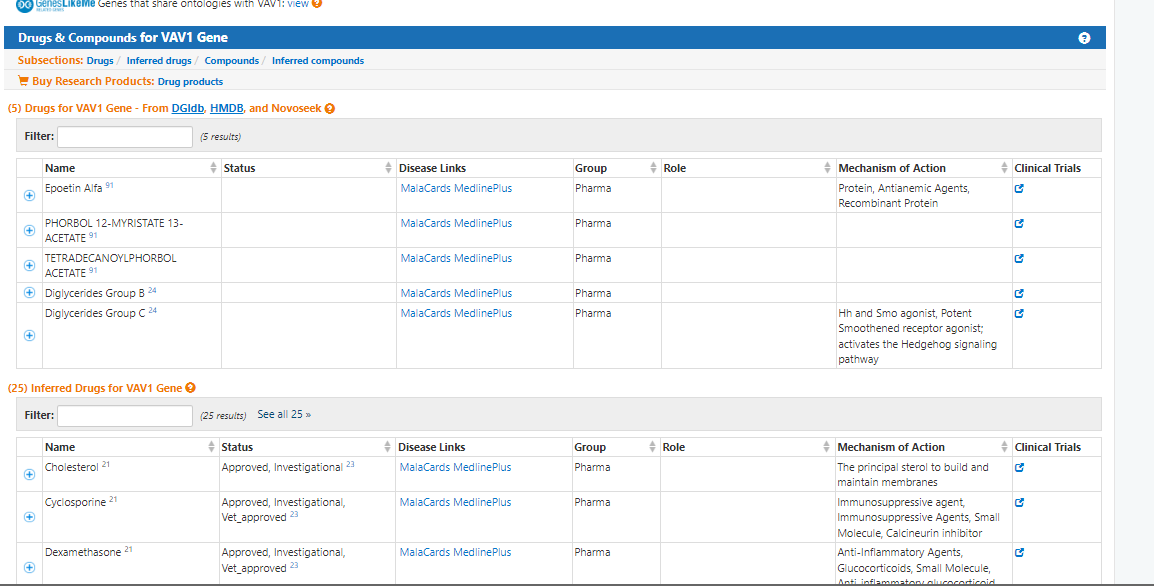 GenesLikeMe Genes that share ontologies with VAV1: view ?
Drugs & Compounds for VAV1 Gene ?
Subsections: Drugs / Inferred drugs / Compounds / Inferred compounds
Buy Research Products: Drug products
(5) Drugs for VAV1 Gene - From DGIdb, HMDB, and Novoseek ?
Filter: (5 results)
Name Status Disease Links Group Role Mechanism of Action Clinical Trials
Epoetin Alfa 91 MalaCards MedlinePlus Pharma Protein, Antianemic Agents,
Recombinant Protein
PHORBOL 12-MYRISTATE 13- MalaCards MedlinePlus Pharma
ACETATE 91
TETRADECANOYLPHORBOL MalaCards MedlinePlus Pharma
ACETATE 91
Diglycerides Group B 24 MalaCards MedlinePlus Pharma
Diglycerides Group C 24 MalaCards MedlinePlus Pharma Hh and Smo agonist, Potent
Smoothened receptor agonist;
activates the Hedgehog signaling
pathway
(25) Inferred Drugs for VAV1 Gene ?
Filter: (25 results) See all 25 »
Name Status Disease Links Group Role Mechanism of Action Clinical Trials
Cholesterol 21 Approved, Investigational 23 MalaCards MedlinePlus Pharma The principal sterol to build and
maintain membranes
Cyclosporine 21 Approved, Investigational, MalaCards MedlinePlus Pharma Immunosuppressive agent,
Vet_approved 23 Immunosuppressive Agents, Small
Molecule, Calcineurin inhibitor
Dexamethasone 21 Approved, Investigational, MalaCards MedlinePlus Pharma Anti-Inflammatory Agents,
Vet_approved 23 Glucocorticoids, Small Molecule,
Anti-inflammatory glucocorticoid